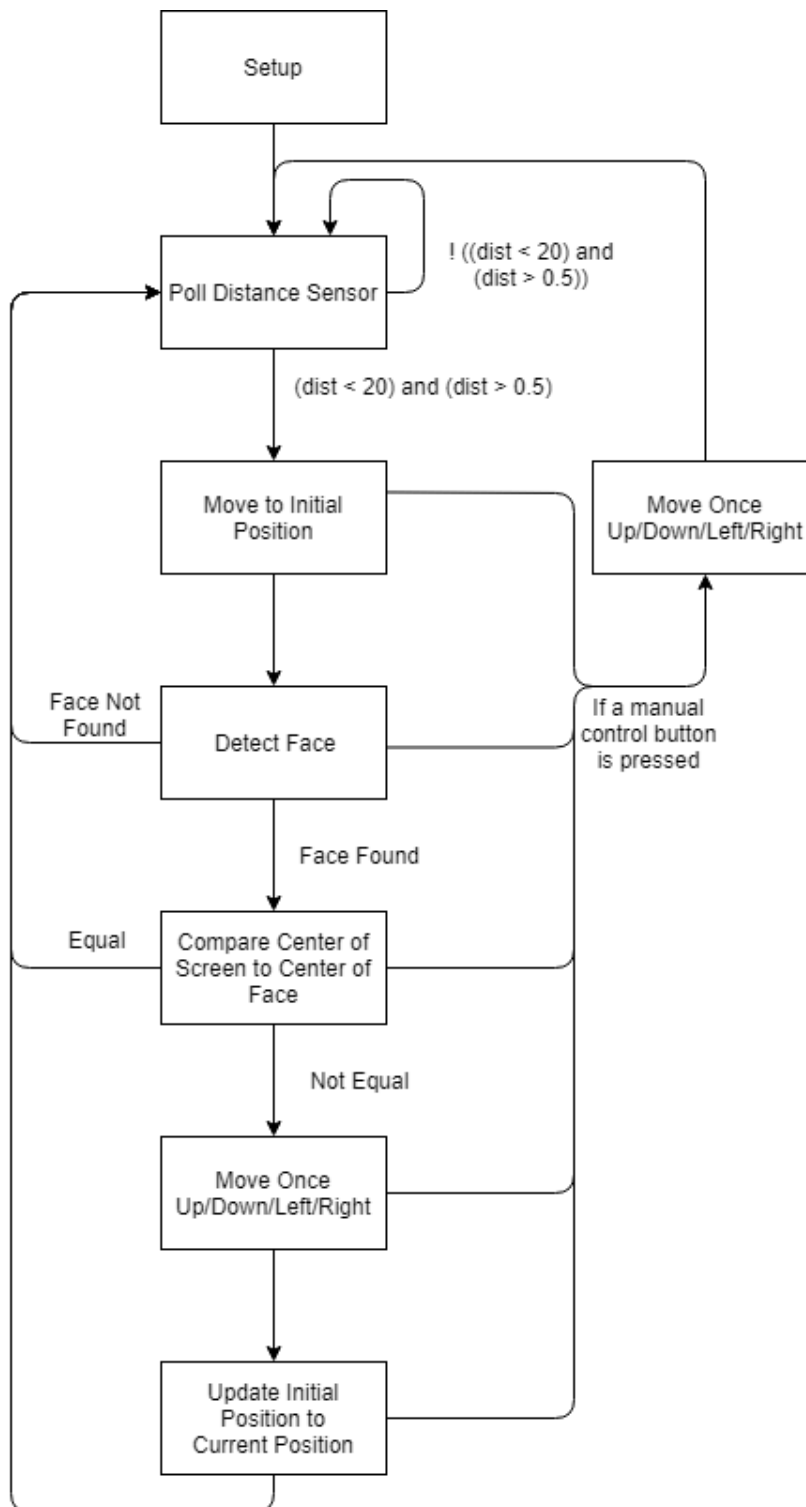 Setup
! ((dist < 20) and
(dist > 0.5))
Poll Distance Sensor
(dist < 20) and (dist > 0.5)
Move to Initial
Position
Move Once
Up/Down/Left/Right
Face Not
Found
Detect Face
If a manual
control button
is pressed
Face Found
Equal
Compare Center of
Screen to Center of
Face
Not Equal
Move Once
Up/Down/Left/Right
Update Initial
Position to
Current Position